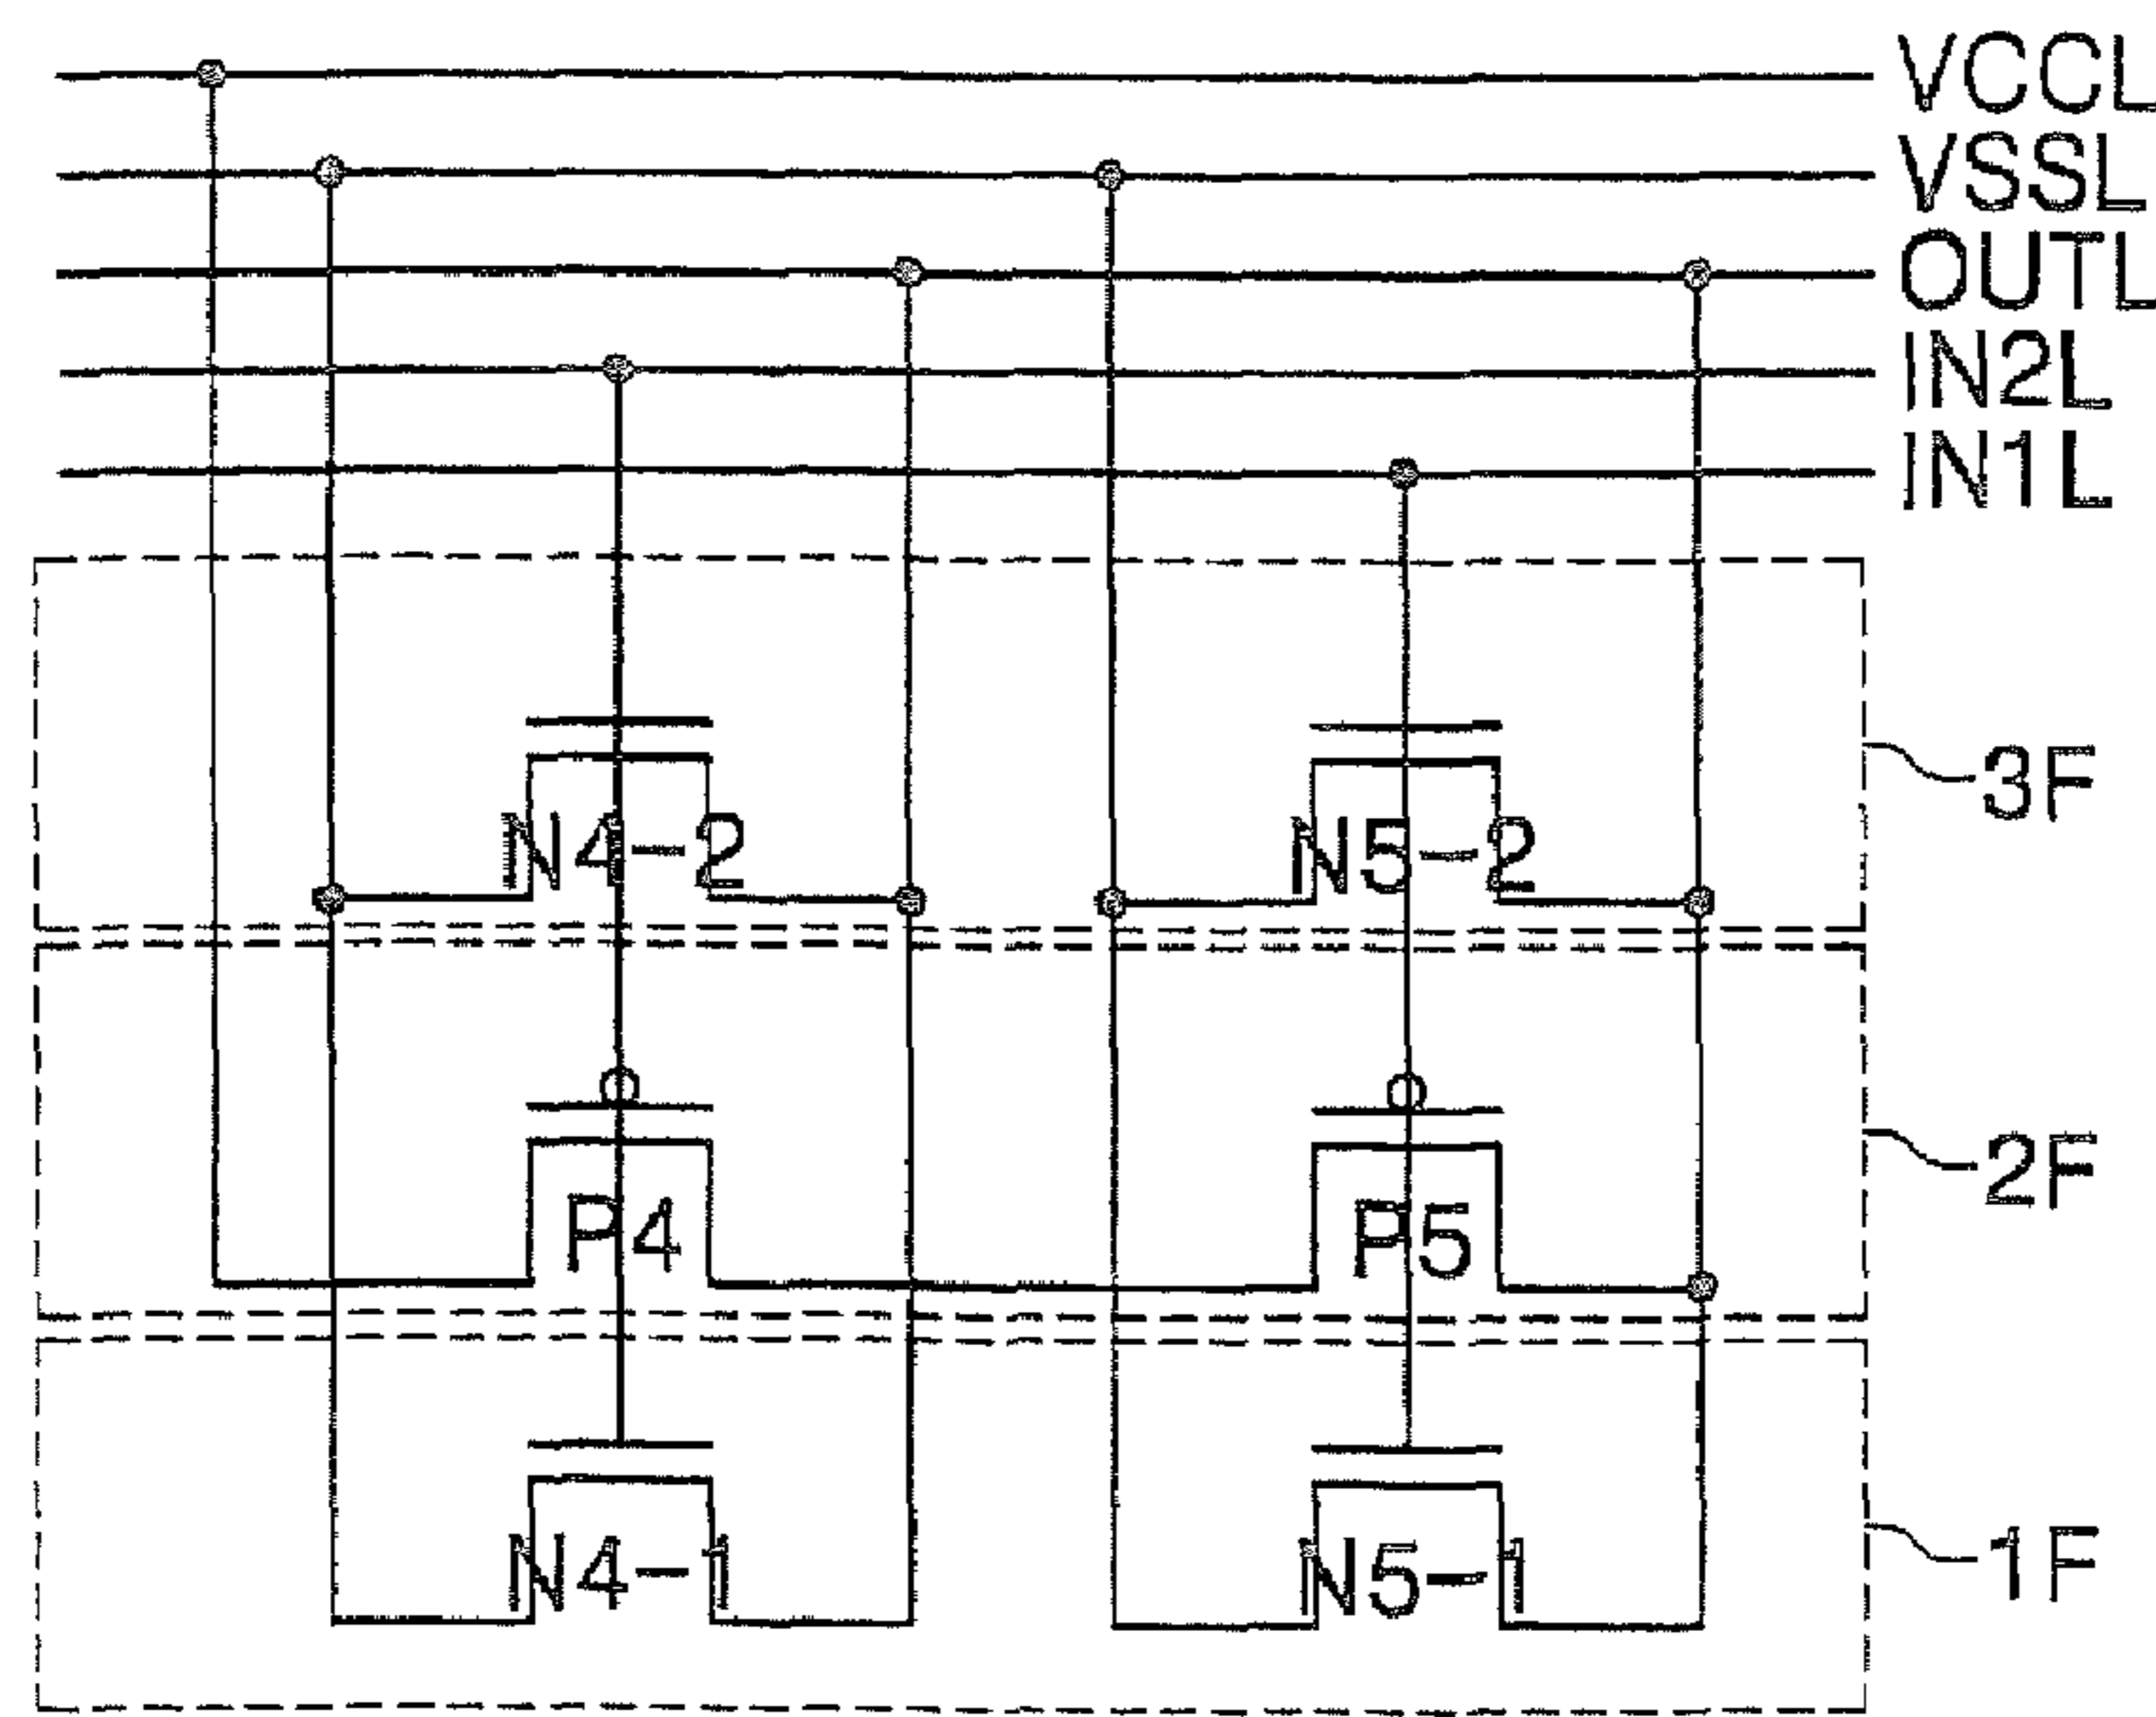 VCCL
VSSL
OUTL
IN2L
IN1L
3F
N4-2
N5-2
2F
P4
P5
1F
N4-1
N5-1